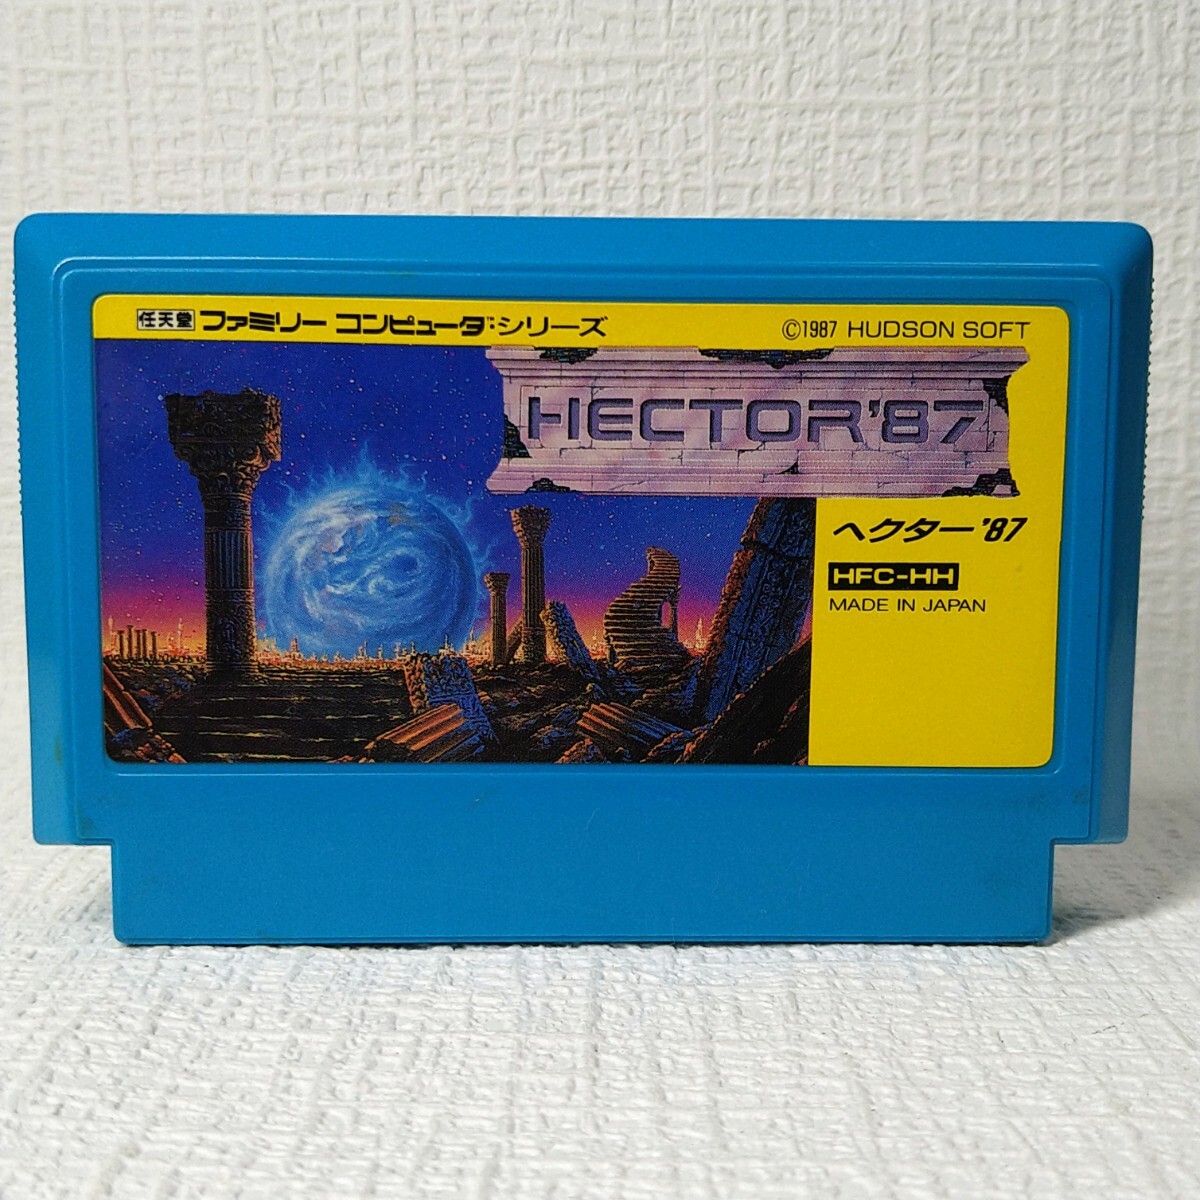 任天堂 ファミリー コンピュータ™シリーズ
©1987 HUDSON SOFT
HECTOR'87
ヘクター'87
HFC-HH
MADE IN JAPAN